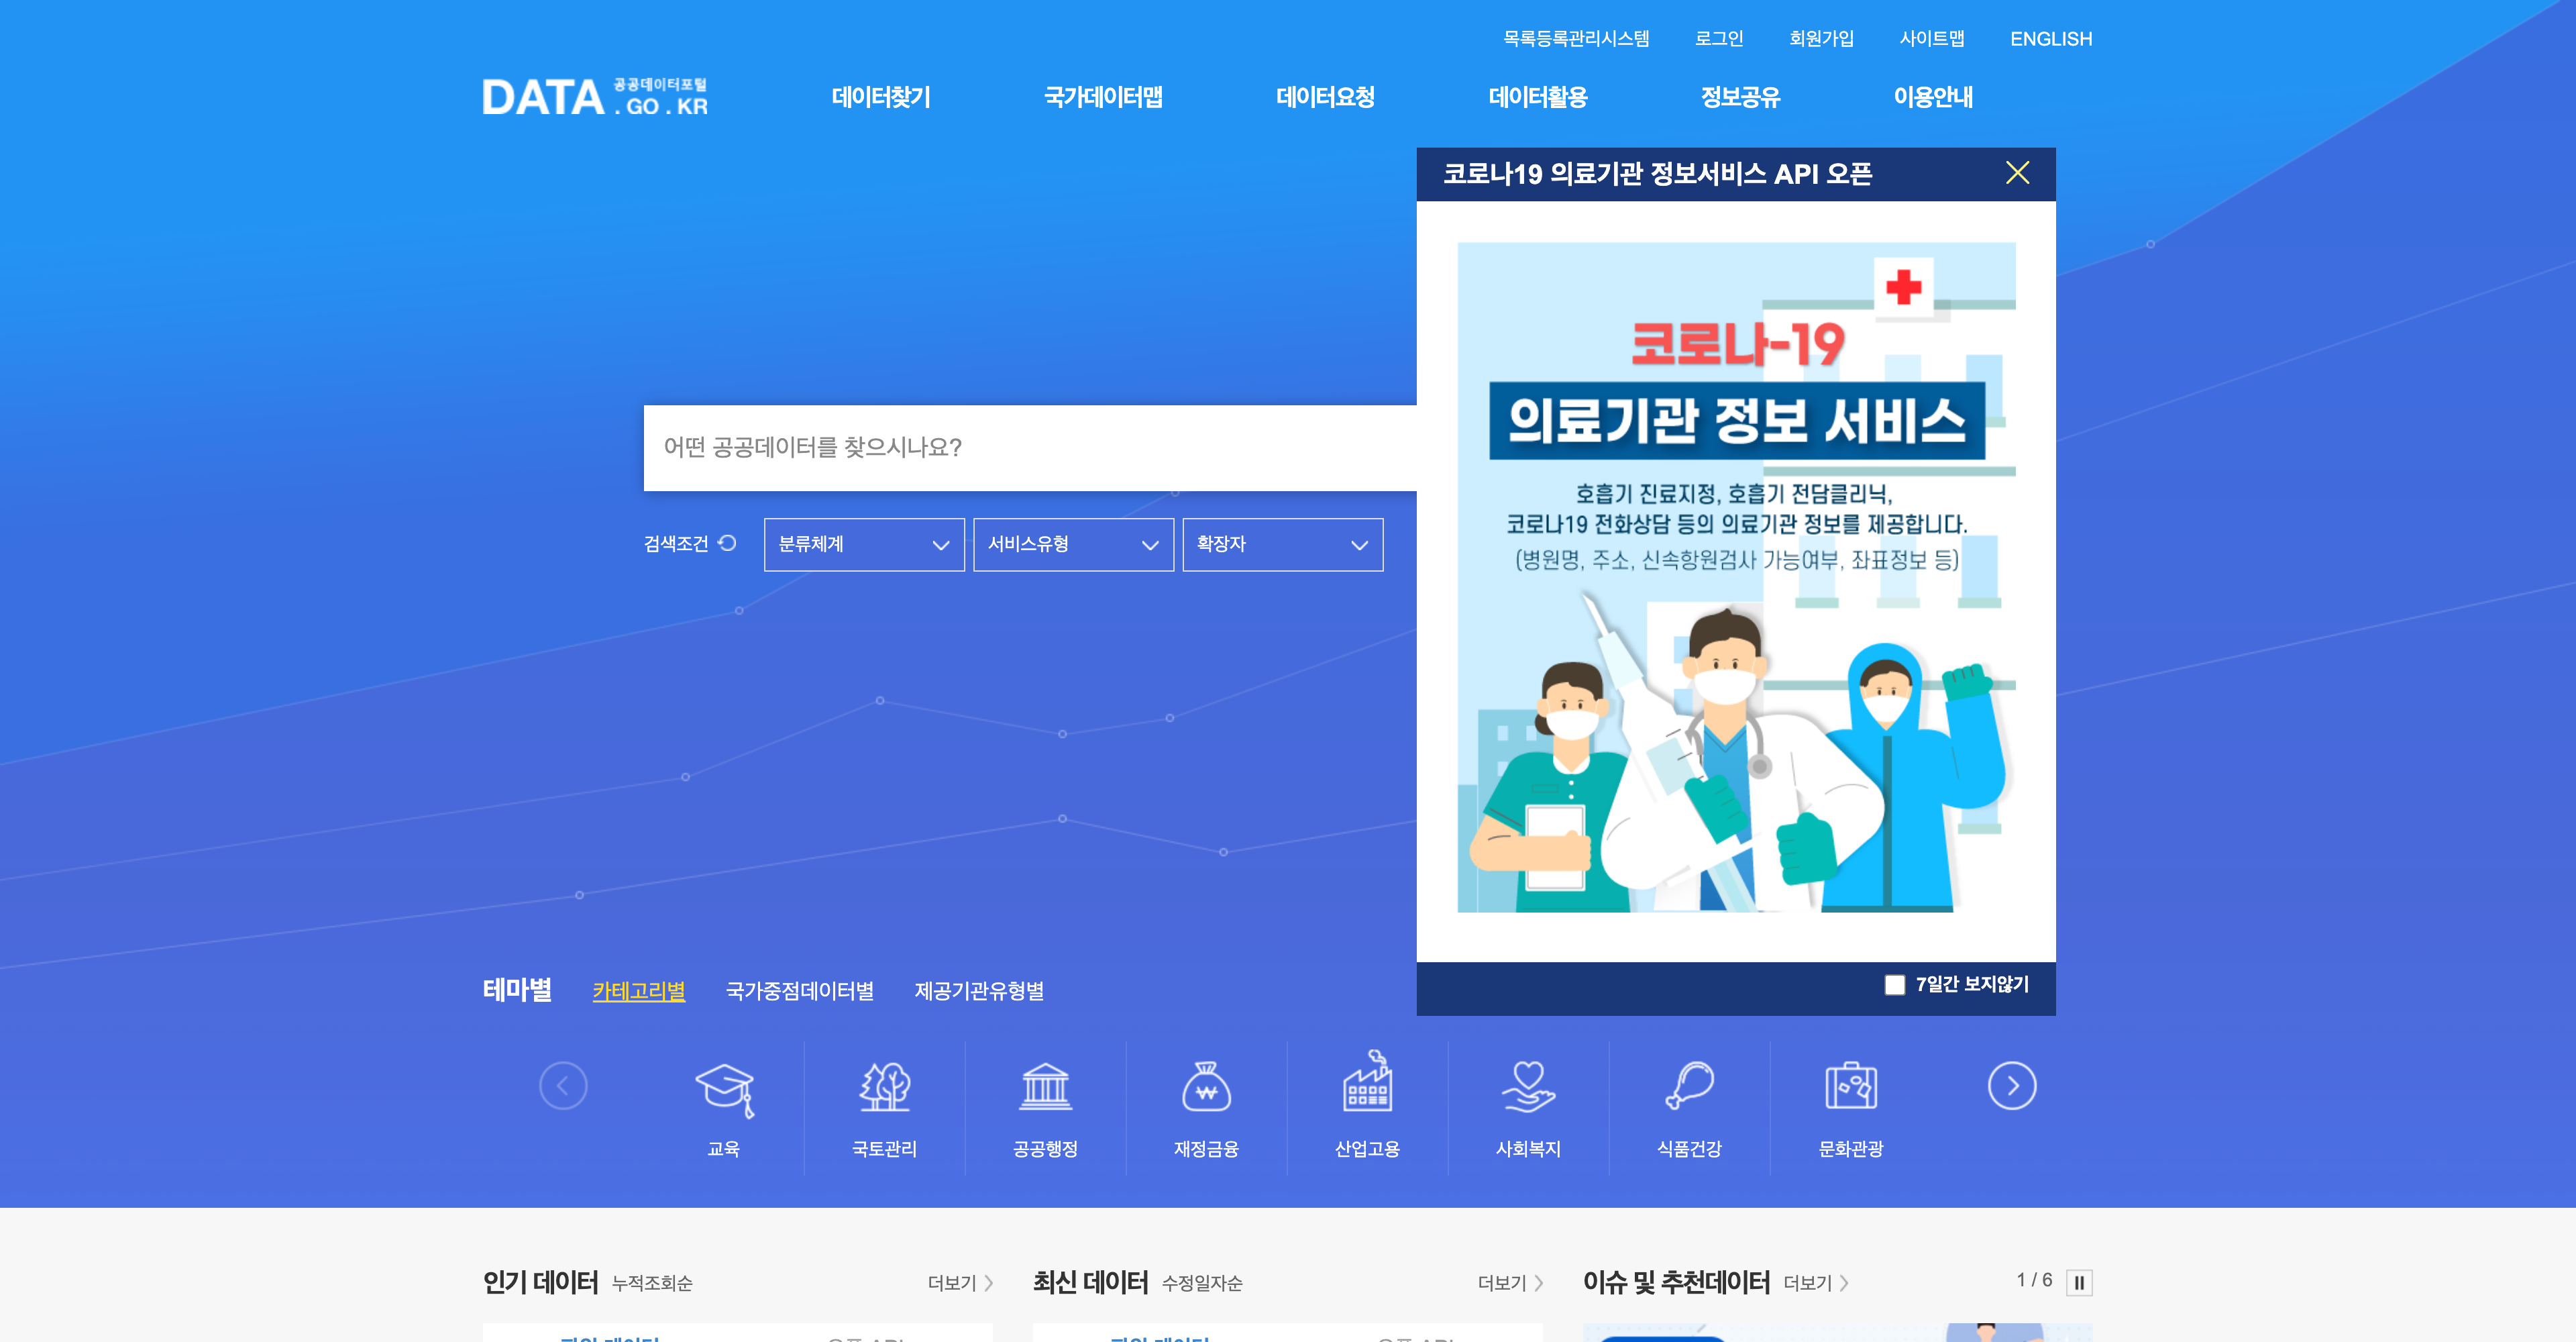 목록등록관리시스템 로그인 회원가입 사이트맵 ENGLISH
DATA 공공데이터포털 .GO.KR
데이터찾기 국가데이터맵 데이터요청 데이터활용 정보공유 이용안내
코로나19 의료기관 정보서비스 API 오픈
코로나-19
의료기관 정보 서비스
호흡기 진료지정, 호흡기 전담클리닉,
코로나19 전화상담 등의 의료기관 정보를 제공합니다.
(병원명, 주소, 신속항원검사 가능여부, 좌표정보 등)
7일간 보지않기
어떤 공공데이터를 찾으시나요?
검색조건 분류체계 서비스유형 확장자
테마별 카테고리별 국가중점데이터별 제공기관유형별
교육 국토관리 공공행정 재정금융 산업고용 사회복지 식품건강 문화관광
인기 데이터 누적조회순 더보기
최신 데이터 수정일자순 더보기
이슈 및 추천데이터 더보기 1 / 6